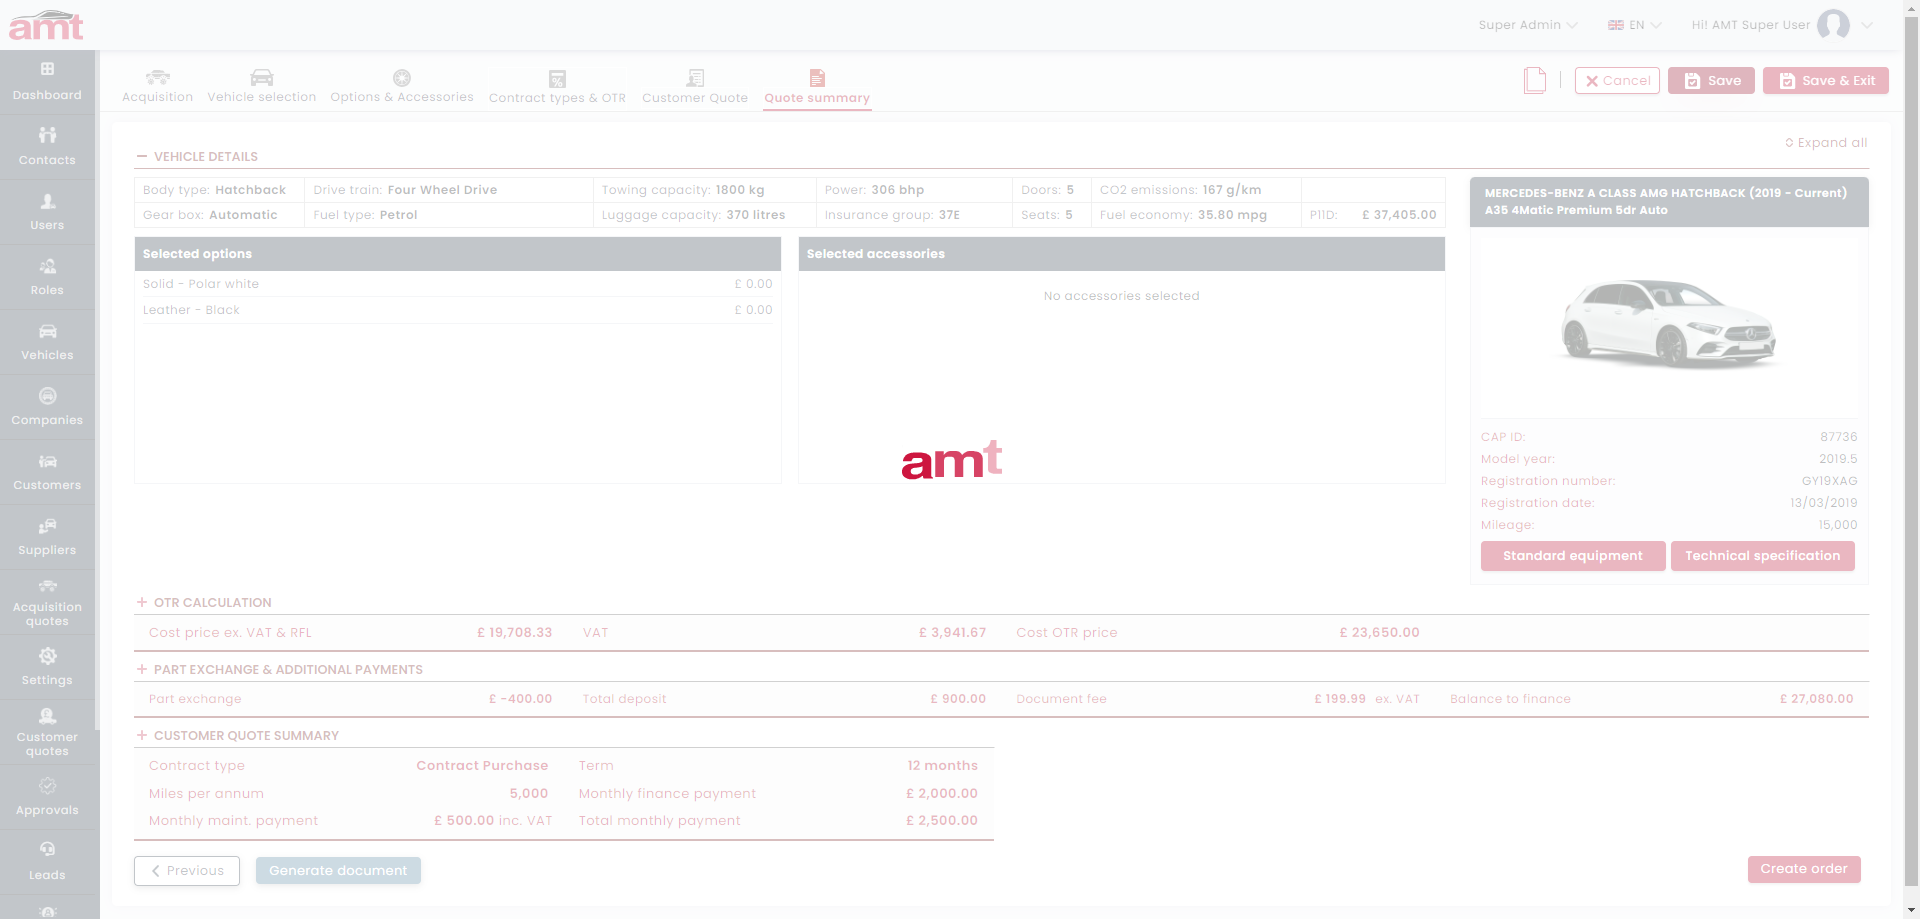 amt
Super Admin
EN
Hi! AMT Super User
Dashboard
Contacts
Users
Roles
Vehicles
Companies
Customers
Suppliers
Acquisition
quotes
Settings
Customer
quotes
Approvals
Leads
Acquisition
Vehicle selection
Options & Accessories
Contract types & OTR
Customer Quote
Quote summary
Cancel
Save
Save & Exit
Expand all
VEHICLE DETAILS
Body type: Hatchback Drive train: Four Wheel Drive Towing capacity: 1800 kg Power: 306 bhp Doors: 5 CO2 emissions: 167 g/km
Gear box: Automatic Fuel type: Petrol Luggage capacity: 370 litres Insurance group: 37E Seats: 5 Fuel economy: 35.80 mpg P11D: £ 37,405.00
Selected options
Solid - Polar white £ 0.00
Leather - Black £ 0.00
Selected accessories
No accessories selected
amt
MERCEDES-BENZ A CLASS AMG HATCHBACK (2019 - Current)
A35 4Matic Premium 5dr Auto
CAP ID: 87736
Model year: 2019.5
Registration number: GY19XAG
Registration date: 13/03/2019
Mileage: 15,000
Standard equipment
Technical specification
OTR CALCULATION
Cost price ex. VAT & RFL £ 19,708.33 VAT £ 3,941.67 Cost OTR price £ 23,650.00
PART EXCHANGE & ADDITIONAL PAYMENTS
Part exchange £ -400.00 Total deposit £ 900.00 Document fee £ 199.99 ex. VAT Balance to finance £ 27,080.00
CUSTOMER QUOTE SUMMARY
Contract type Contract Purchase Term 12 months
Miles per annum 5,000 Monthly finance payment £ 2,000.00
Monthly maint. payment £ 500.00 inc. VAT Total monthly payment £ 2,500.00
Previous
Generate document
Create order